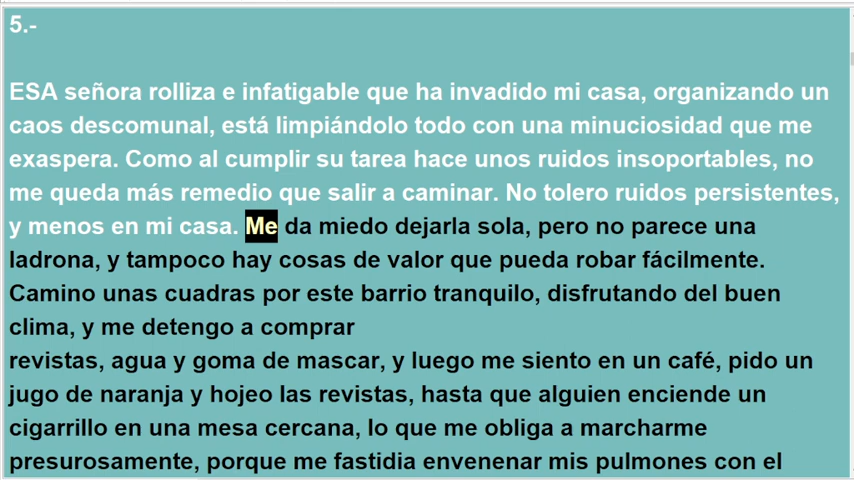 5.-
ESA señora rolliza e infatigable que ha invadido mi casa, organizando un
caos descomunal, está limpiándolo todo con una minuciosidad que me
exaspera. Como al cumplir su tarea hace unos ruidos insoportables, no
me queda más remedio que salir a caminar. No tolero ruidos persistentes,
y menos en mi casa. Me da miedo dejarla sola, pero no parece una
ladrona, y tampoco hay cosas de valor que pueda robar fácilmente.
Camino unas cuadras por este barrio tranquilo, disfrutando del buen
clima, y me detengo a comprar
revistas, agua y goma de mascar, y luego me siento en un café, pido un
jugo de naranja y hojeo las revistas, hasta que alguien enciende un
cigarrillo en una mesa cercana, lo que me obliga a marcharme
presurosamente, porque me fastidia envenenar mis pulmones con el